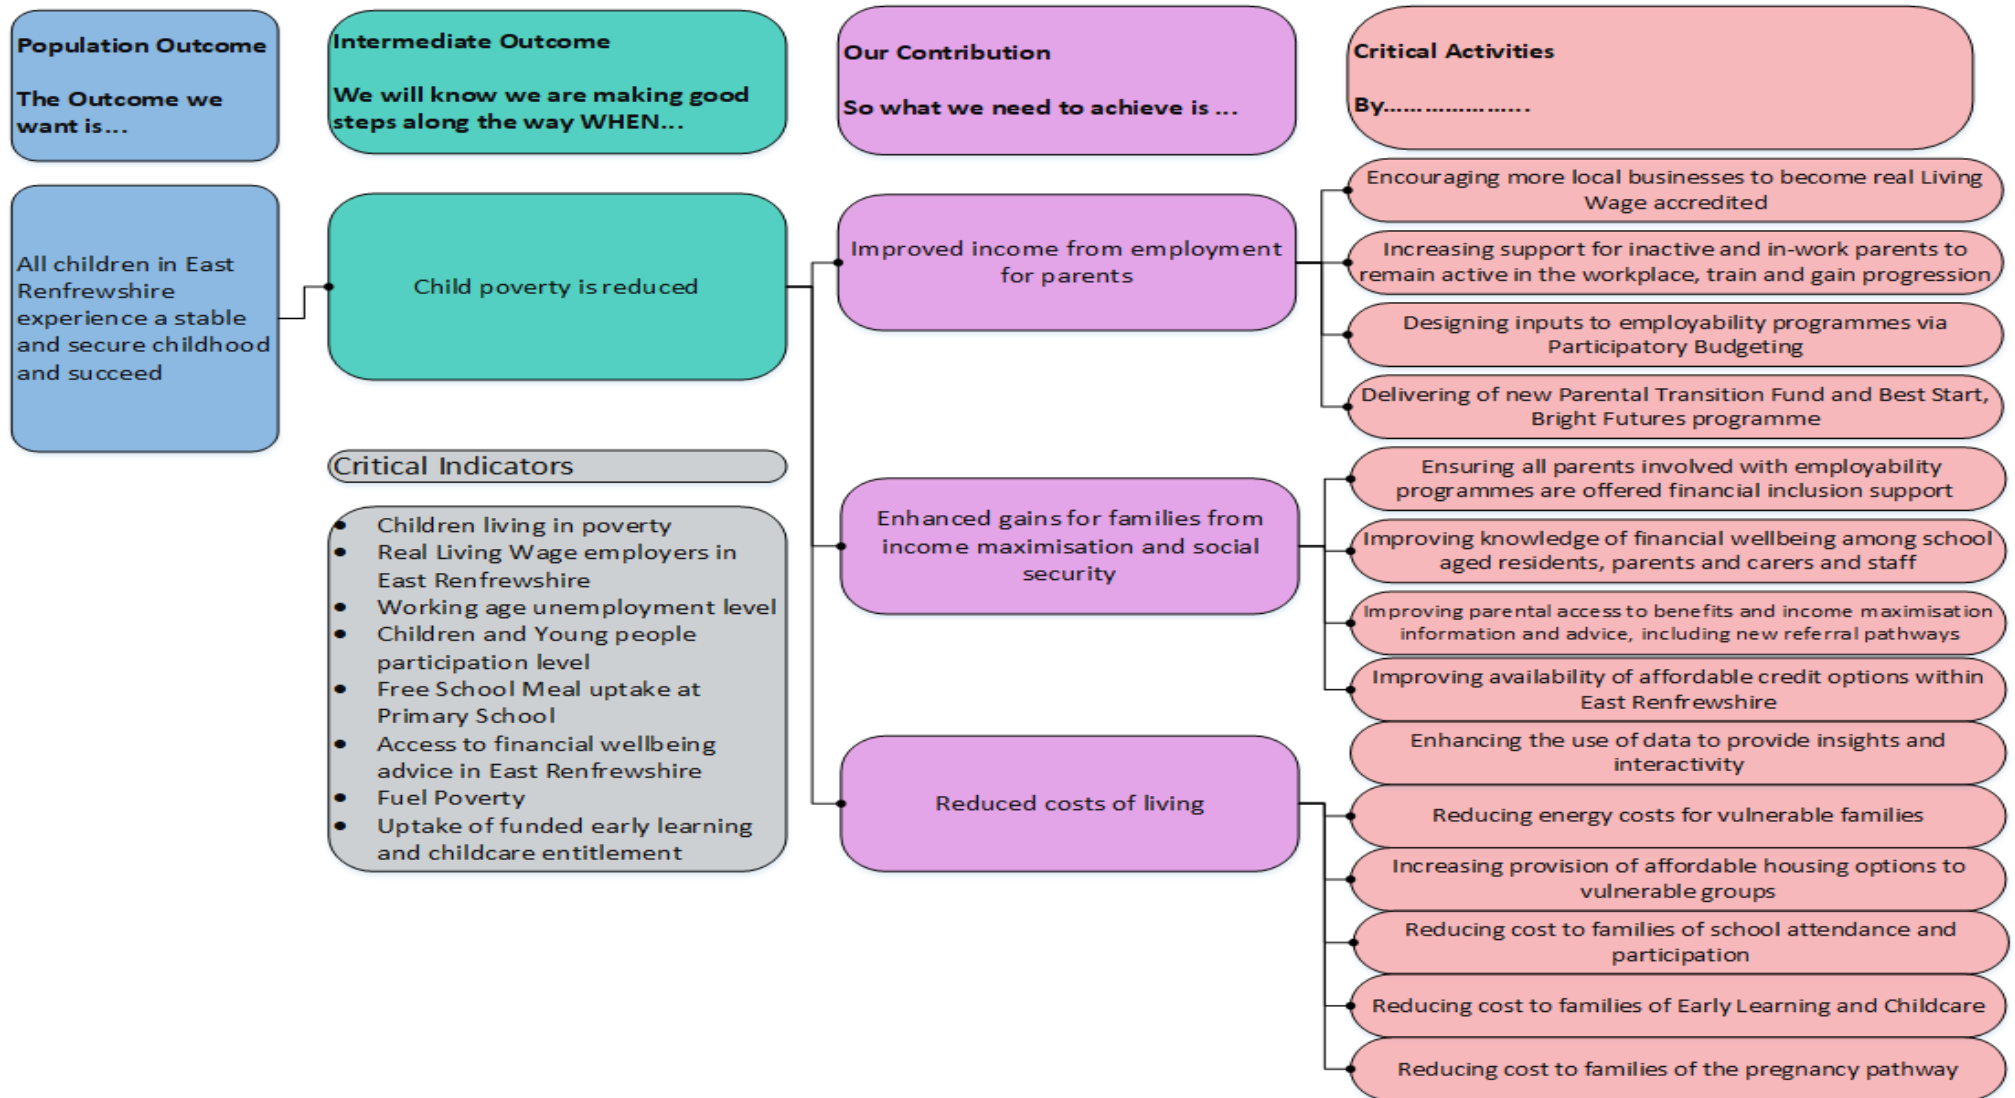 Population Outcome
The Outcome we
want is...
Intermediate Outcome
We will know we are making good
steps along the way WHEN...
Our Contribution
So what we need to achieve is ...
Critical Activities
By...................
All children in East
Renfrewshire
experience a stable
and secure childhood
and succeed
Child poverty is reduced
Critical Indicators
• Children living in poverty
• Real Living Wage employers in
East Renfrewshire
• Working age unemployment level
• Children and Young people
participation level
• Free School Meal uptake at
Primary School
• Access to financial wellbeing
advice in East Renfrewshire
• Fuel Poverty
• Uptake of funded early learning
and childcare entitlement
Improved income from employment
for parents
Enhanced gains for families from
income maximisation and social
security
Reduced costs of living
Encouraging more local businesses to become real Living
Wage accredited
Increasing support for inactive and in-work parents to
remain active in the workplace, train and gain progression
Designing inputs to employability programmes via
Participatory Budgeting
Delivering of new Parental Transition Fund and Best Start,
Bright Futures programme
Ensuring all parents involved with employability
programmes are offered financial inclusion support
Improving knowledge of financial wellbeing among school
aged residents, parents and carers and staff
Improving parental access to benefits and income maximisation
information and advice, including new referral pathways
Improving availability of affordable credit options within
East Renfrewshire
Enhancing the use of data to provide insights and
interactivity
Reducing energy costs for vulnerable families
Increasing provision of affordable housing options to
vulnerable groups
Reducing cost to families of school attendance and
participation
Reducing cost to families of Early Learning and Childcare
Reducing cost to families of the pregnancy pathway